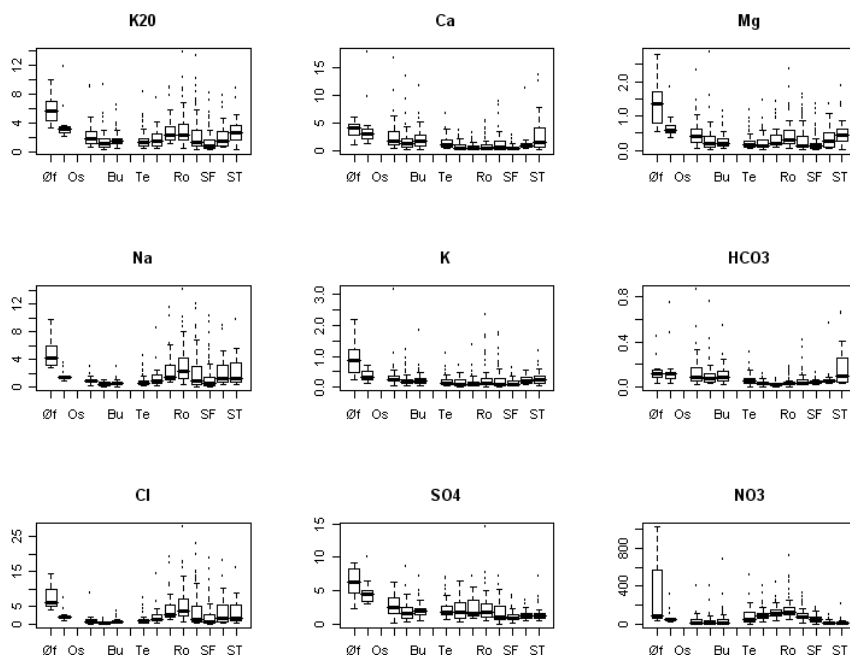 K20
Ca
Mg
0 4 8 12
0 5 10 15
0.0 1.0 2.0
Øf Os Bu Te Ro SF ST
Øf Os Bu Te Ro SF ST
Øf Os Bu Te Ro SF ST
Na
K
HCO3
0 4 8 12
0.0 1.0 2.0 3.0
0.0 0.4 0.8
Øf Os Bu Te Ro SF ST
Øf Os Bu Te Ro SF ST
Øf Os Bu Te Ro SF ST
Cl
SO4
NO3
0 5 15 25
0 5 10 15
0 400 800
Øf Os Bu Te Ro SF ST
Øf Os Bu Te Ro SF ST
Øf Os Bu Te Ro SF ST